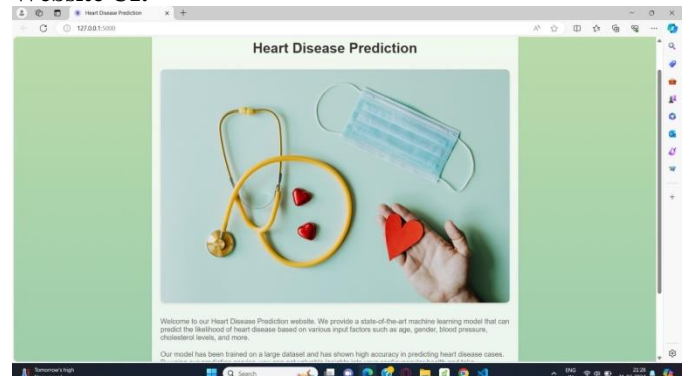 Heart Disease Prediction
127.0.0.1:5000
Heart Disease Prediction
Welcome to our Heart Disease Prediction website. We provide a state-of-the-art machine learning model that can
predict the likelihood of heart disease based on various input factors such as age, gender, blood pressure,
cholesterol levels, and more.
Our model has been trained on a large dataset and has shown high accuracy in predicting heart disease cases.
Tomorrow's high
Search
ENG
21:28